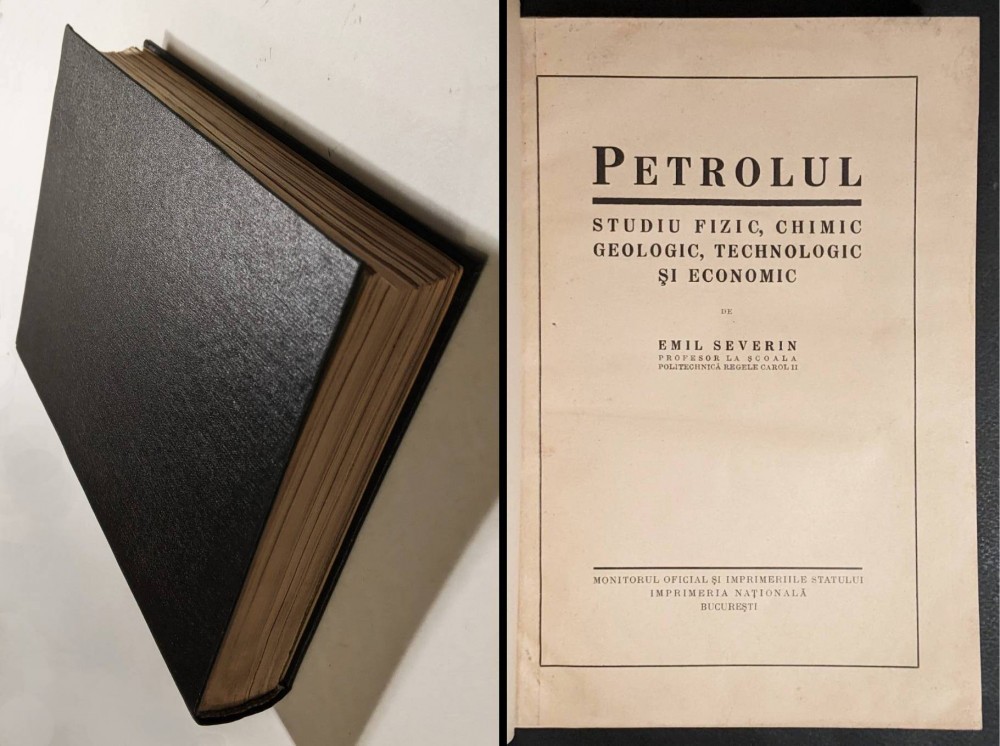 PETROLUL
STUDIU FIZIC, CHIMIC
GEOLOGIC, TECHNOLOGIC
ŞI ECONOMIC
DE
EMIL SEVERIN
PROFESOR LA ŞCOALA
POLITECHNICĂ REGELE CAROL II
MONITORUL OFICIAL ŞI IMPRIMERIILE STATULUI
IMPRIMERIA NAŢIONALĂ
BUCUREŞTI